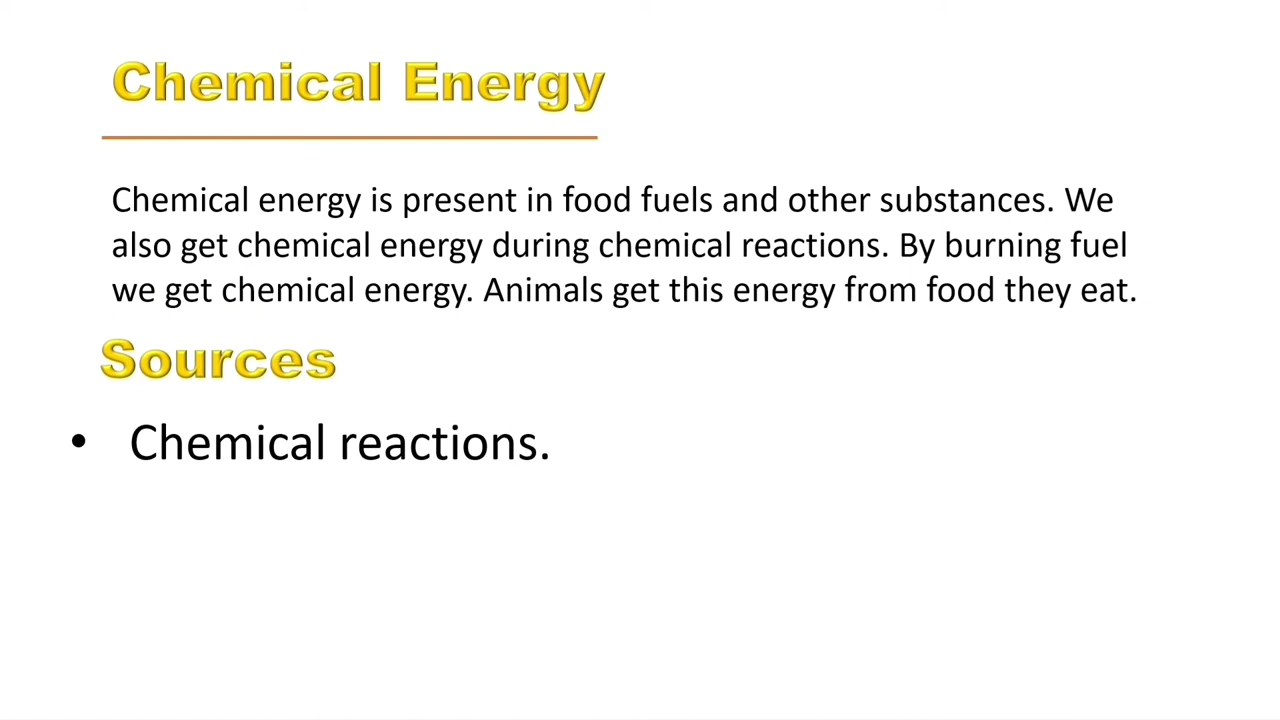 Chemical Energy
Chemical energy is present in food fuels and other substances. We
also get chemical energy during chemical reactions. By burning fuel
we get chemical energy. Animals get this energy from food they eat.
Sources
• Chemical reactions.